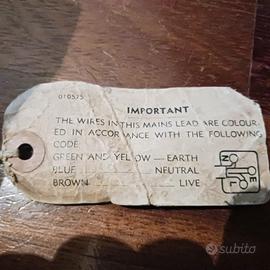 010575
IMPORTANT
THE WIRES IN THIS MAINS LEAD ARE COLOUR-
ED IN ACCORDANCE WITH THE FOLLOWING
CODE
GREEN AND YELLOW — EARTH
BLUE NEUTRAL
BROWN LIVE
N
E
L
subito